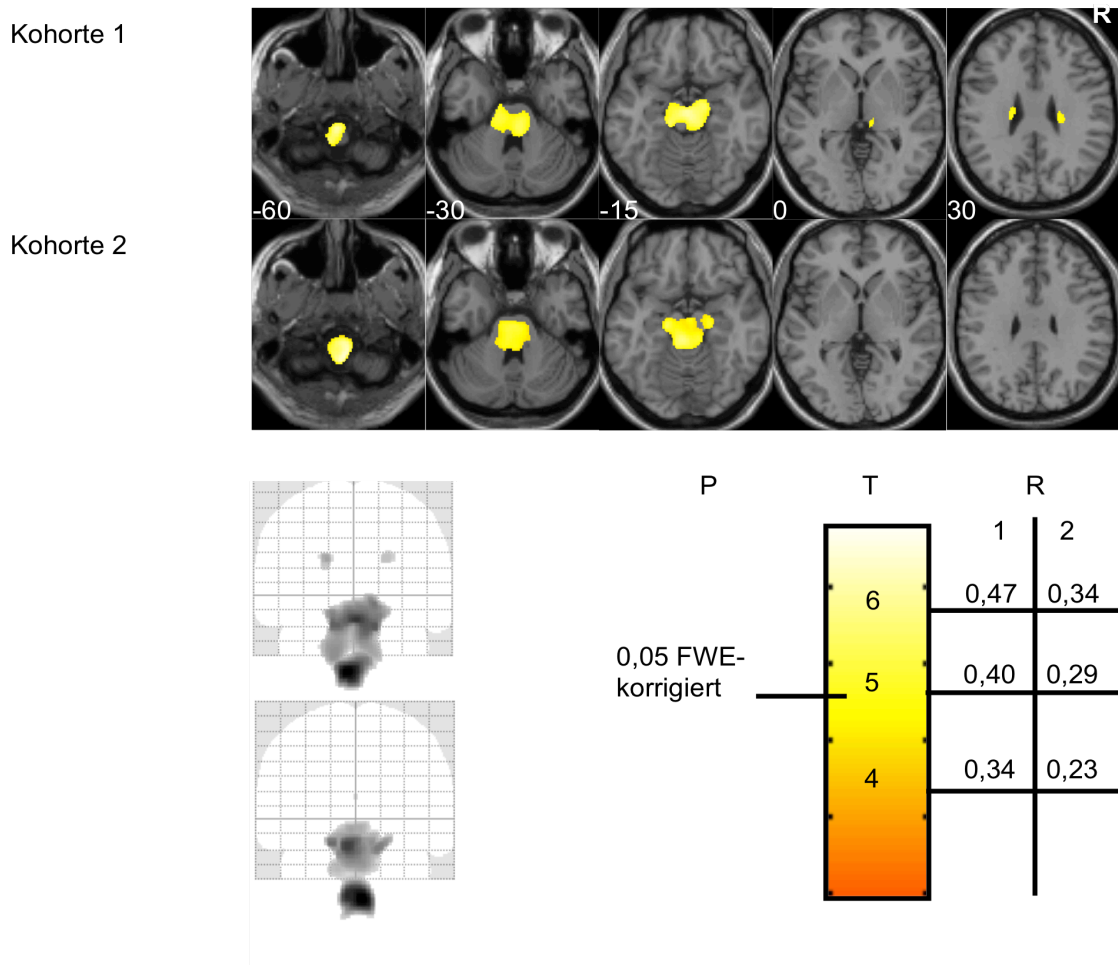 R
Kohorte 1
-60 -30 -15 0 30
Kohorte 2
P T R
1 2
6 0,47 0,34
0,05 FWE-
korrigiert
5 0,40 0,29
4 0,34 0,23